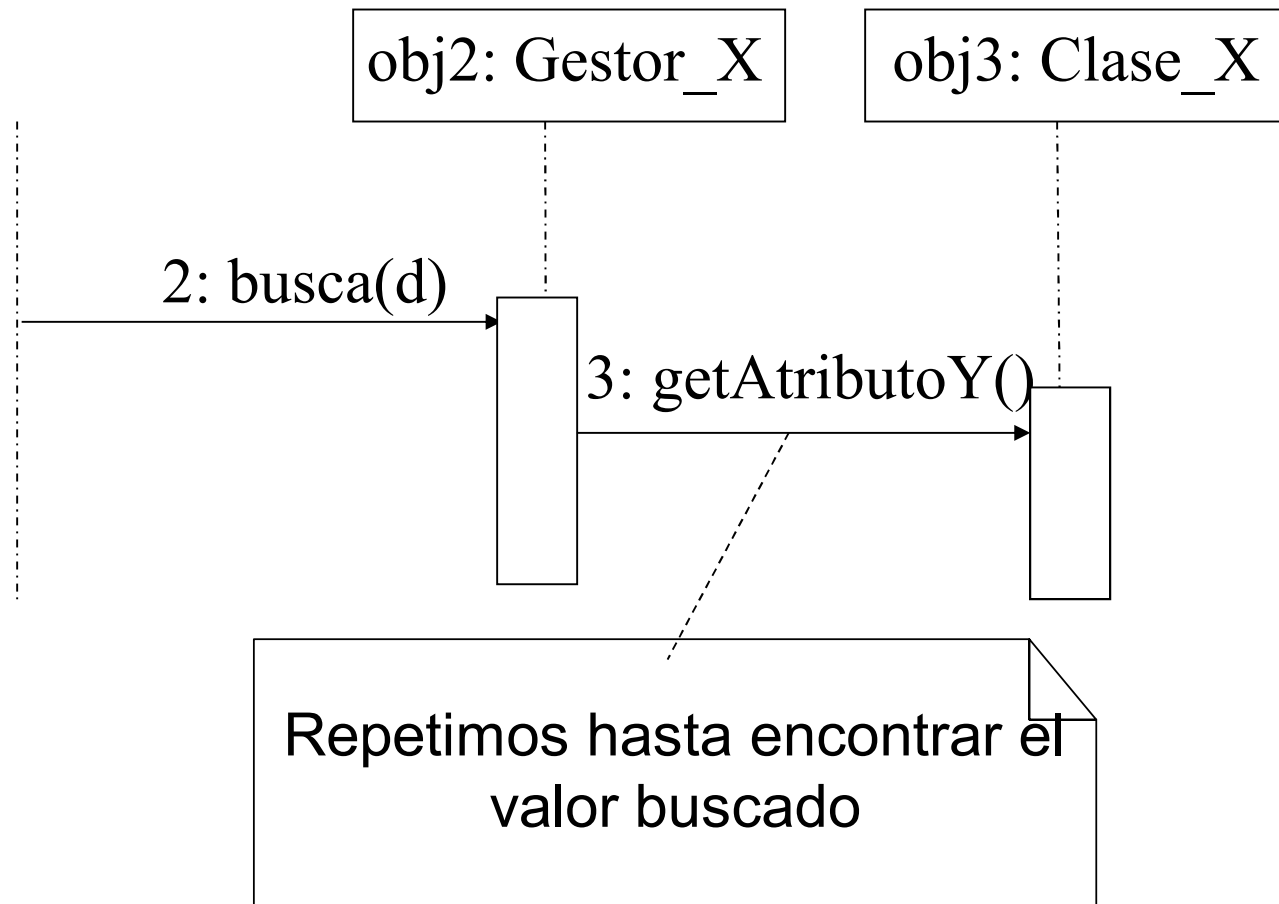 obj2: Gestor_X
obj3: Clase_X
2: busca(d)
3: getAtributoY()
Repetimos hasta encontrar el
valor buscado